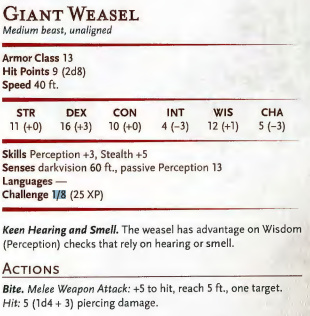 GIANT WEASEL
Medium beast, unaligned
Armor Class 13
Hit Points 9 (2d8)
Speed 40 ft.
STR DEX CON INT WIS CHA
11 (+0) 16 (+3) 10 (+0) 4 (–3) 12 (+1) 5 (–3)
Skills Perception +3, Stealth +5
Senses darkvision 60 ft., passive Perception 13
Languages —
Challenge 1/8 (25 XP)
Keen Hearing and Smell. The weasel has advantage on Wisdom
(Perception) checks that rely on hearing or smell.
ACTIONS
Bite. Melee Weapon Attack: +5 to hit, reach 5 ft., one target.
Hit: 5 (1d4 + 3) piercing damage.